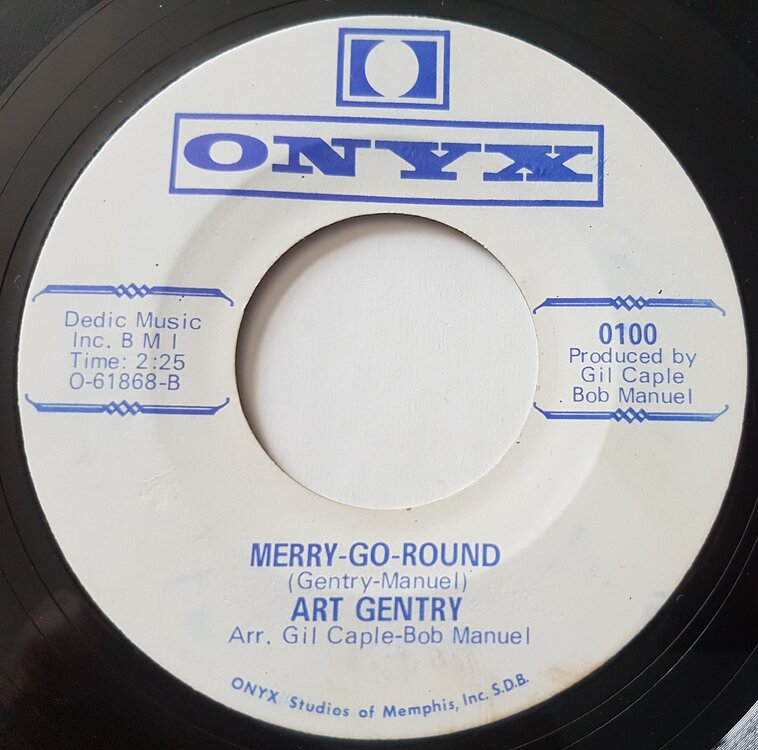 ONYX
Dedic Music
Inc. B M I
Time: 2:25
O-61868-B
0100
Produced by
Gil Caple
Bob Manuel
MERRY-GO-ROUND
(Gentry-Manuel)
ART GENTRY
Arr. Gil Caple-Bob Manuel
ONYX Studios of Memphis, Inc. S.D.B.